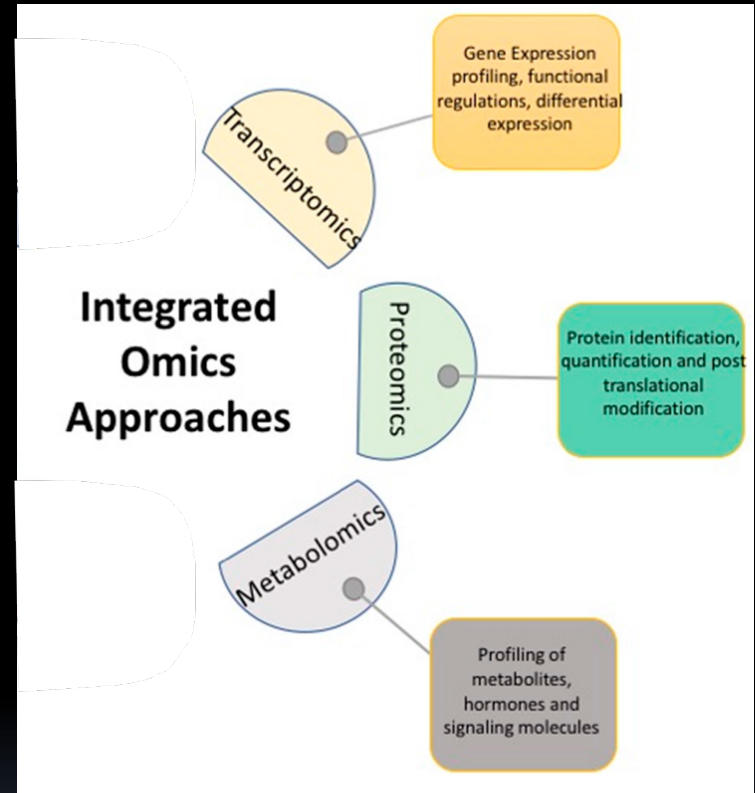 Gene Expression
profiling, functional
regulations, differential
expression
Transcriptomics
Integrated
Omics
Approaches
Proteomics
Protein identification,
quantification and post
translational
modification
Metabolomics
Profiling of
metabolites,
hormones and
signaling molecules